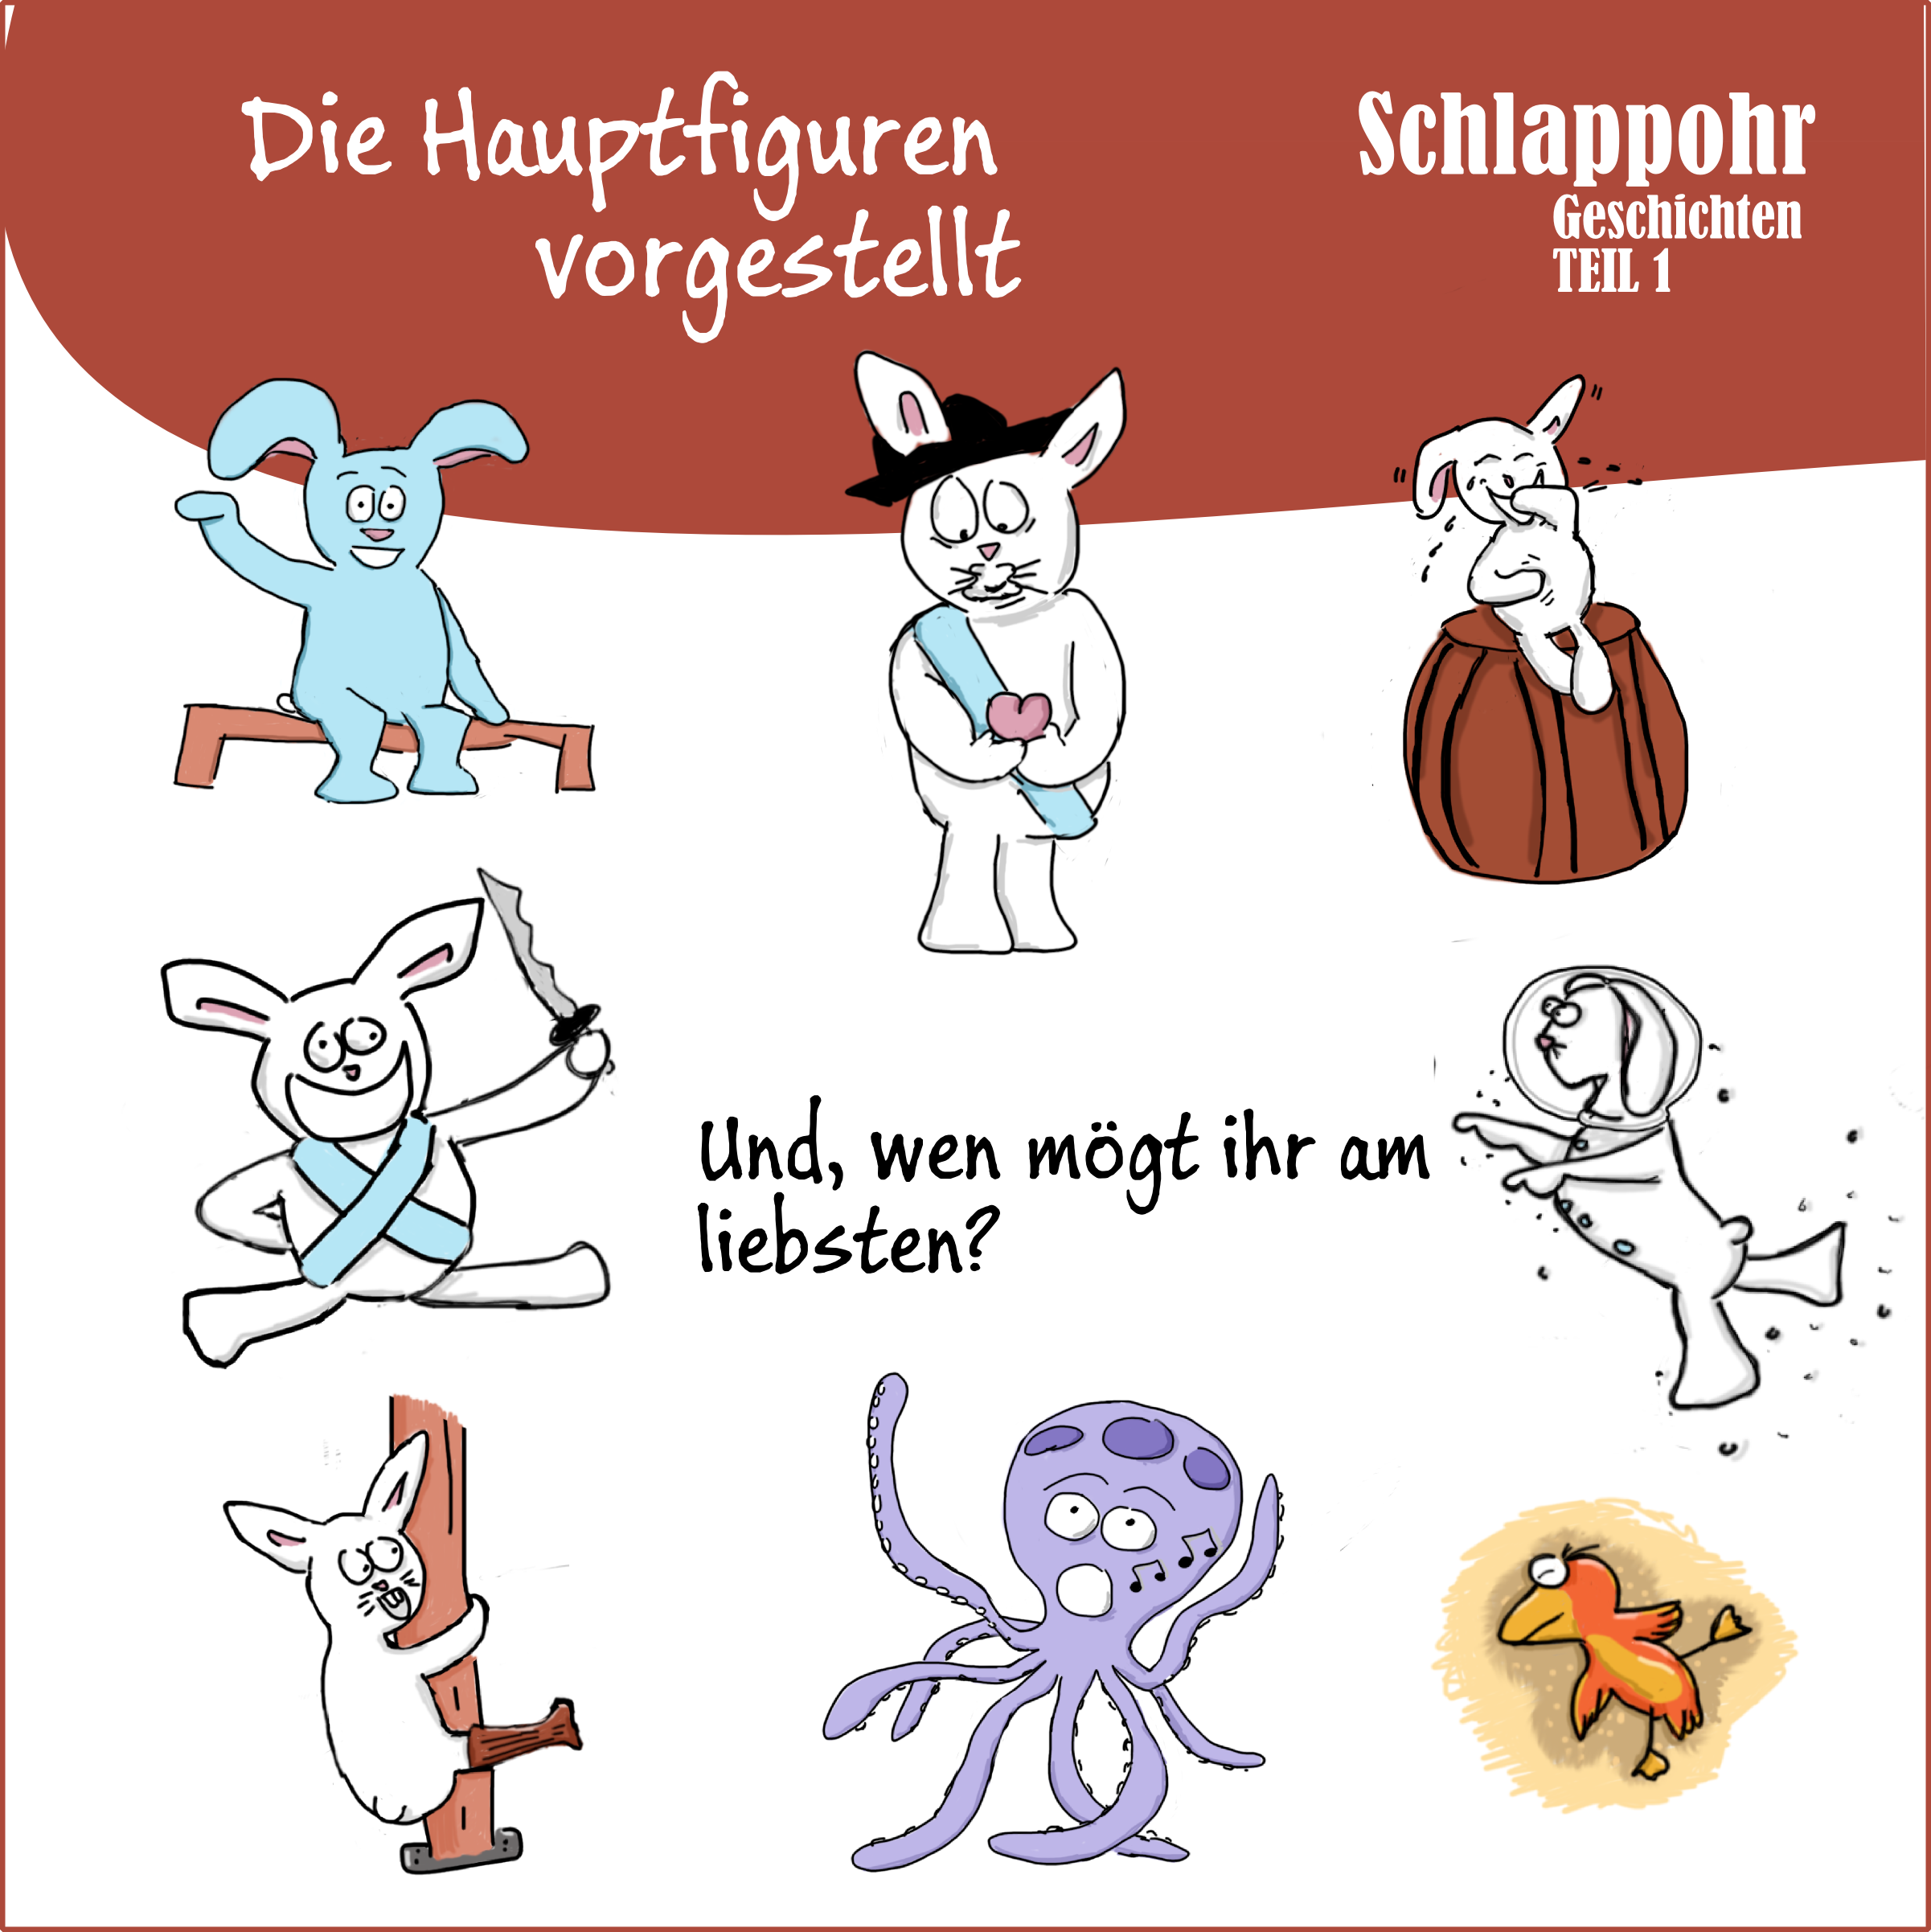 Die Hauptfiguren
vorgestellt
Schlappohr
Geschichten
TEIL 1
Und, wen mögt ihr am
liebsten?